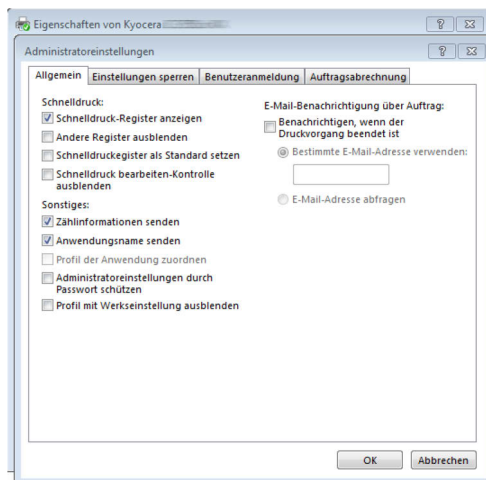 Eigenschaften von Kyocera
Administratoreinstellungen
Allgemein
Einstellungen sperren
Benutzeranmeldung
Auftragsabrechnung
Schnelldruck:
Schnelldruck-Register anzeigen
Andere Register ausblenden
Schnelldruckegister als Standard setzen
Schnelldruck bearbeiten-Kontrolle
ausblenden
Sonstiges:
Zählinformationen senden
Anwendungsname senden
Profil der Anwendung zuordnen
Administratoreinstellungen durch
Passwort schützen
Profil mit Werkseinstellung ausblenden
E-Mail-Benachrichtigung über Auftrag:
Benachrichtigen, wenn der
Druckvorgang beendet ist
Bestimmte E-Mail-Adresse verwenden:
E-Mail-Adresse abfragen
OK
Abbrechen